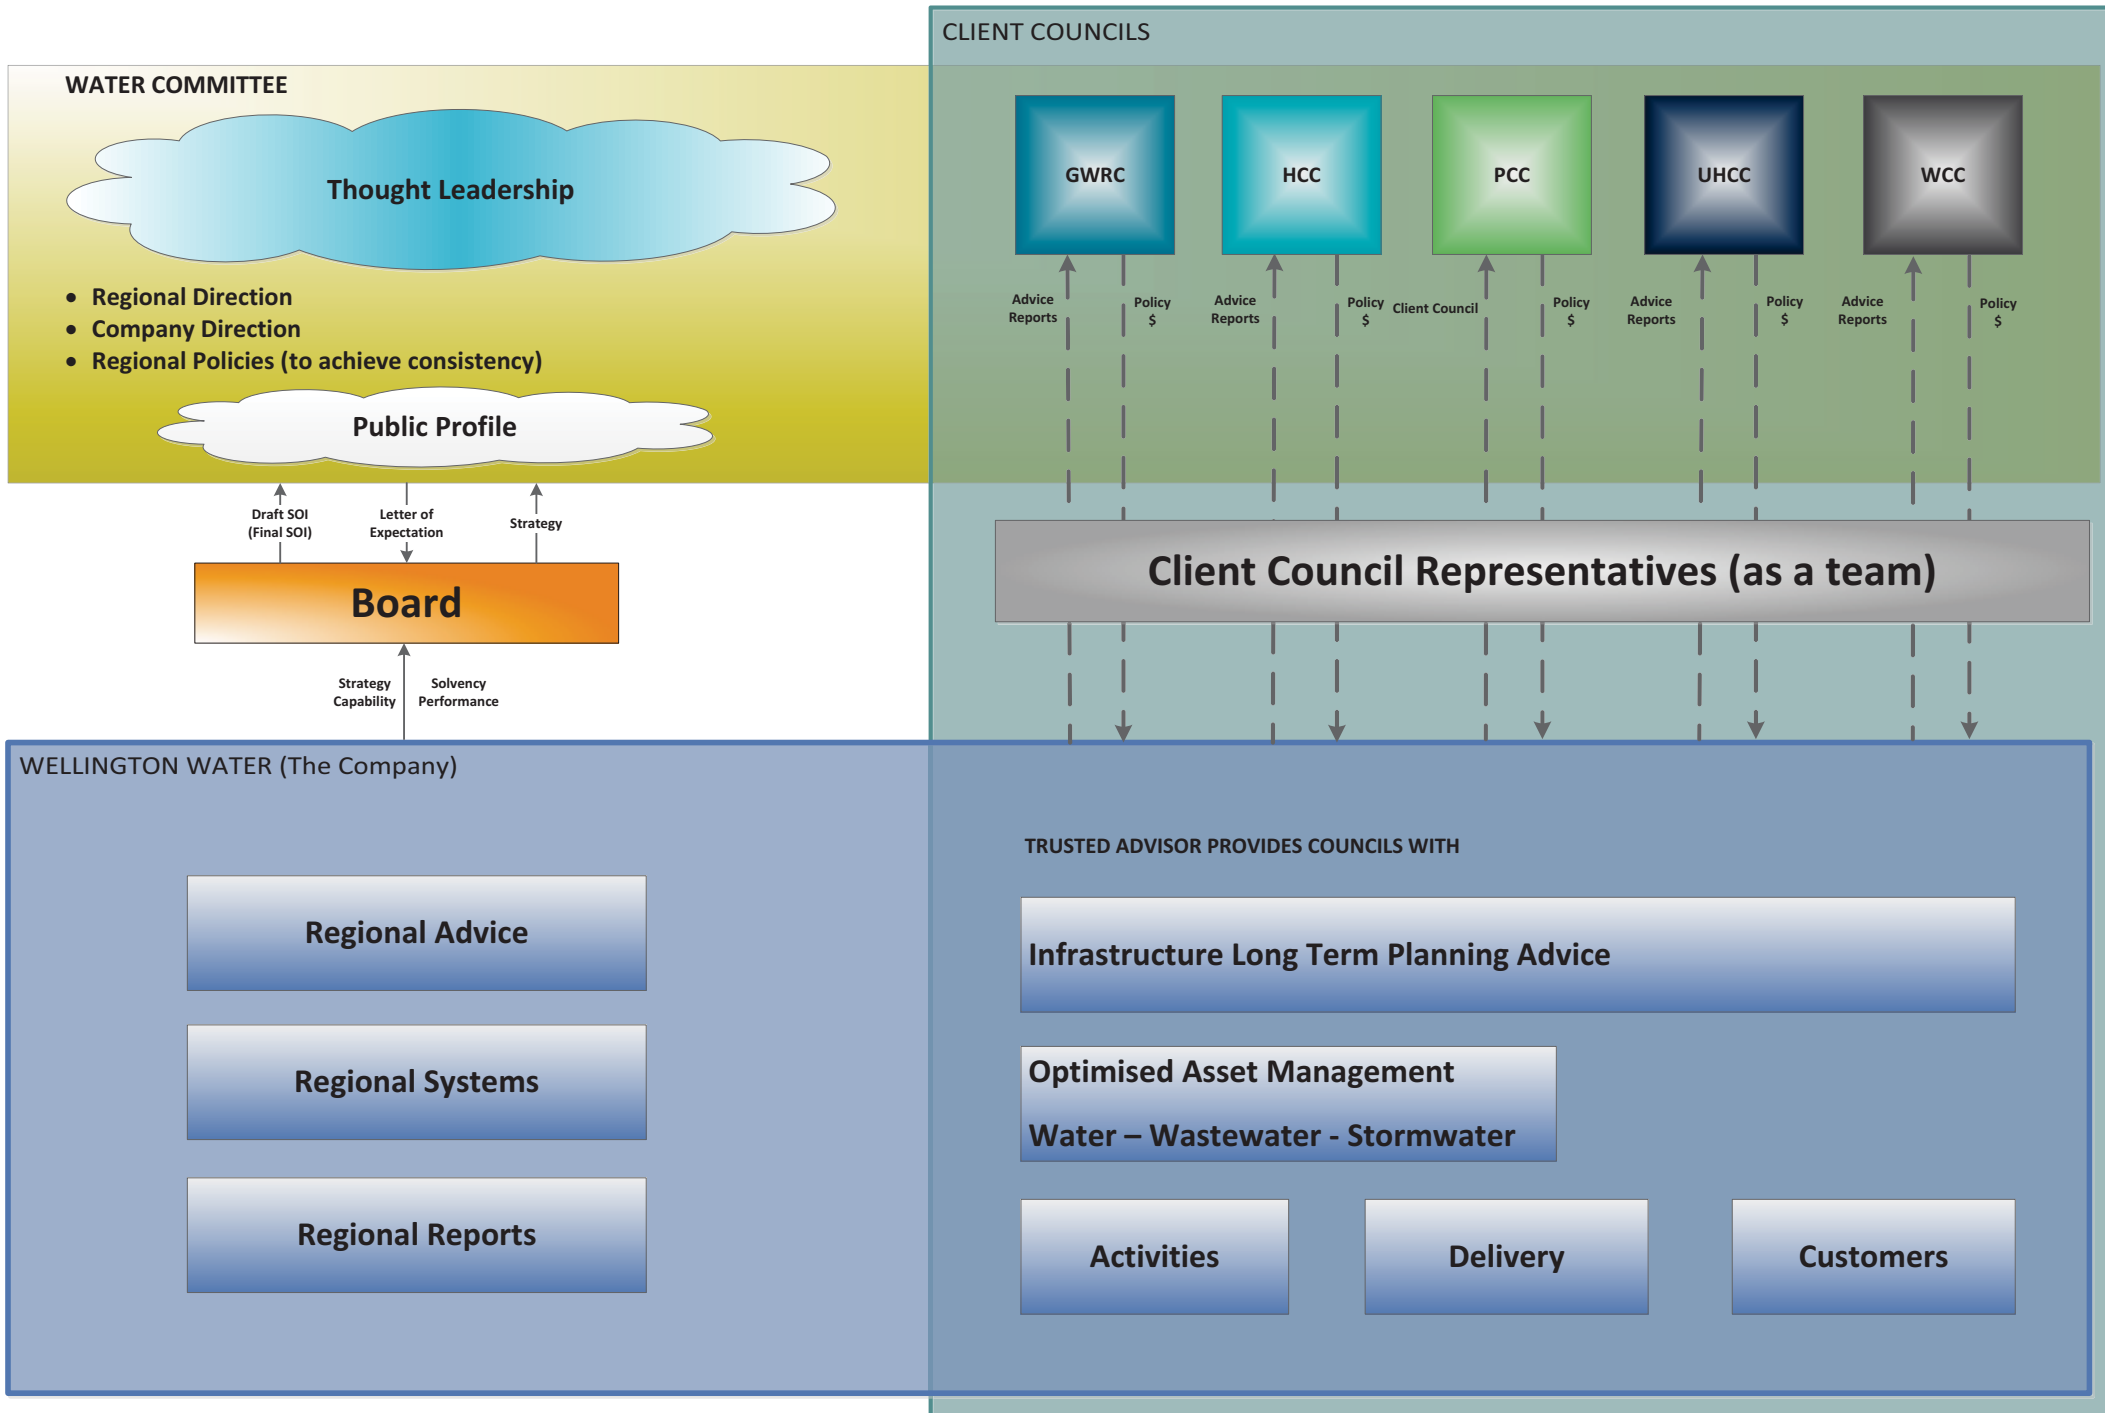 CLIENT COUNCILS
WATER COMMITTEE
Thought Leadership
• Regional Direction
• Company Direction
• Regional Policies (to achieve consistency)
Public Profile
GWRC
HCC
PCC
UHCC
WCC
Advice
Reports
Policy
$
Advice
Reports
Policy
$
Client Council
Policy
$
Advice
Reports
Policy
$
Advice
Reports
Policy
$
Draft SOI
(Final SOI)
Letter of
Expectation
Strategy
Board
Client Council Representatives (as a team)
Strategy
Capability
Solvency
Performance
WELLINGTON WATER (The Company)
Regional Advice
Regional Systems
Regional Reports
TRUSTED ADVISOR PROVIDES COUNCILS WITH
Infrastructure Long Term Planning Advice
Optimised Asset Management
Water – Wastewater - Stormwater
Activities
Delivery
Customers